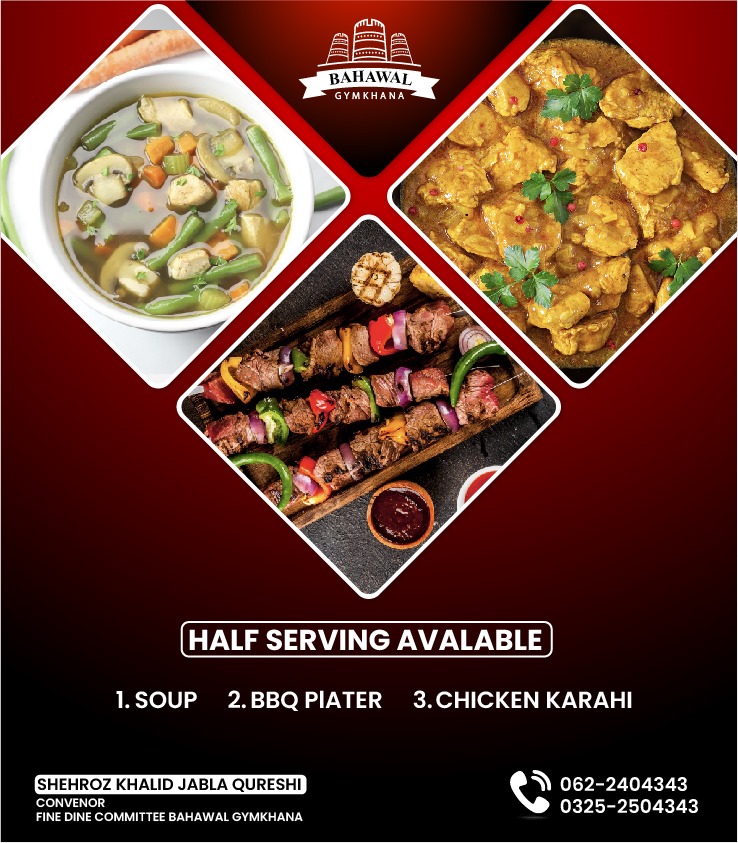 BAHAWAL
GYMKHANA
HALF SERVING AVALABLE
1. SOUP 2. BBQ PlATER 3. CHICKEN KARAHI
SHEHROZ KHALID JABLA QURESHI
CONVENOR
FINE DINE COMMITTEE BAHAWAL GYMKHANA
062-2404343
0325-2504343